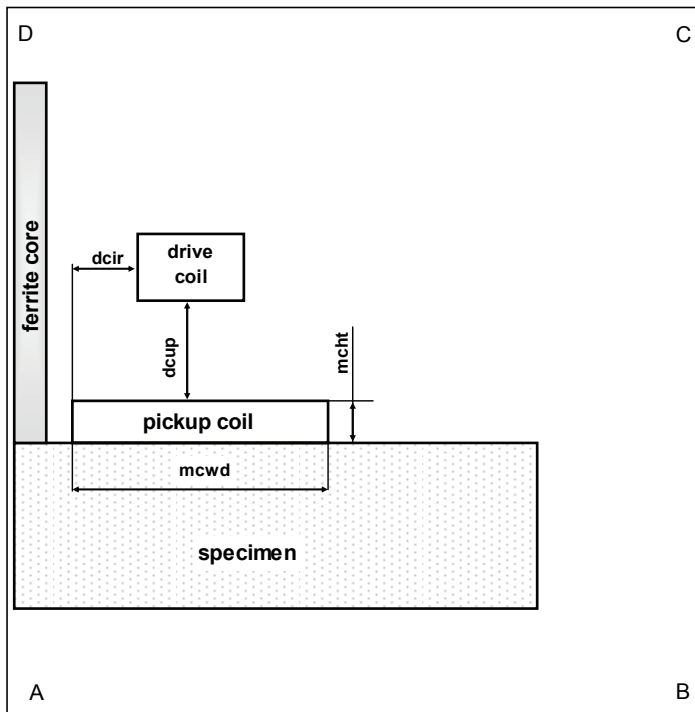 D
C
ferrite core
dcir
drive
coil
dcup
mcht
pickup coil
mcwd
specimen
A
B